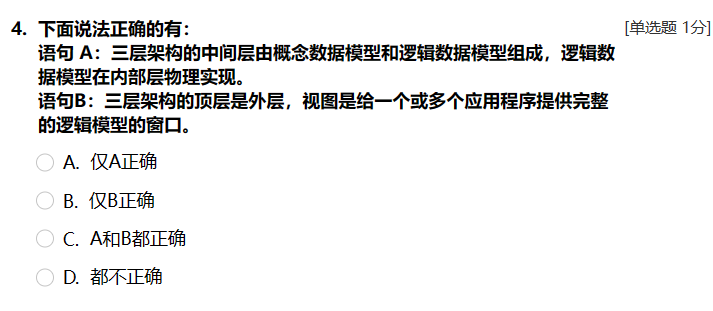 4. 下面说法正确的有： [单选题 1分]
语句 A：三层架构的中间层由概念数据模型和逻辑数据模型组成，逻辑数
据模型在内部层物理实现。
语句B：三层架构的顶层是外层，视图是给一个或多个应用程序提供完整
的逻辑模型的窗口。
A. 仅A正确
B. 仅B正确
C. A和B都正确
D. 都不正确